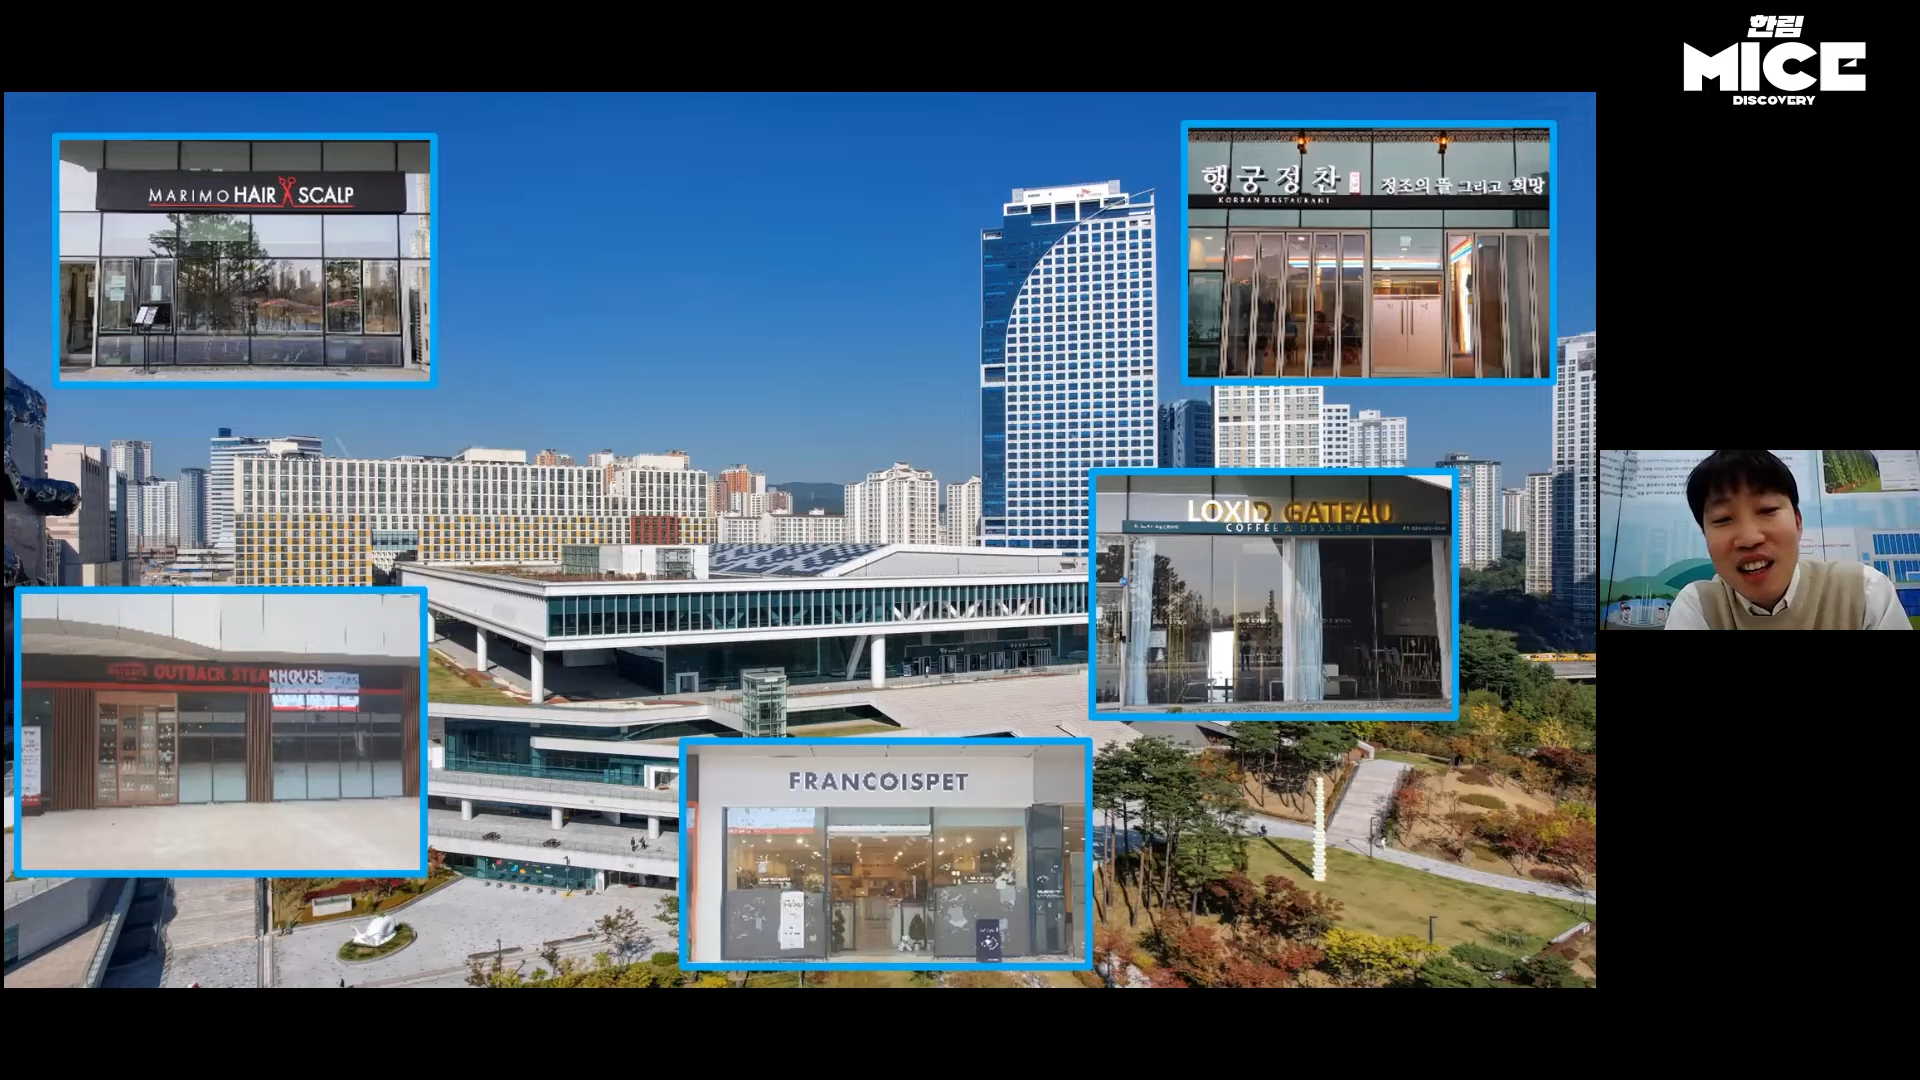 한림
MICE
DISCOVERY
MARIMO HAIR SCALP
행궁정찬 정조의 뜰 그리고 희망
KOREAN RESTAURANT
LOXID GATEAU
COFFEE & DESSERT
OUTBACK STEAKHOUSE
FRANCOISPET